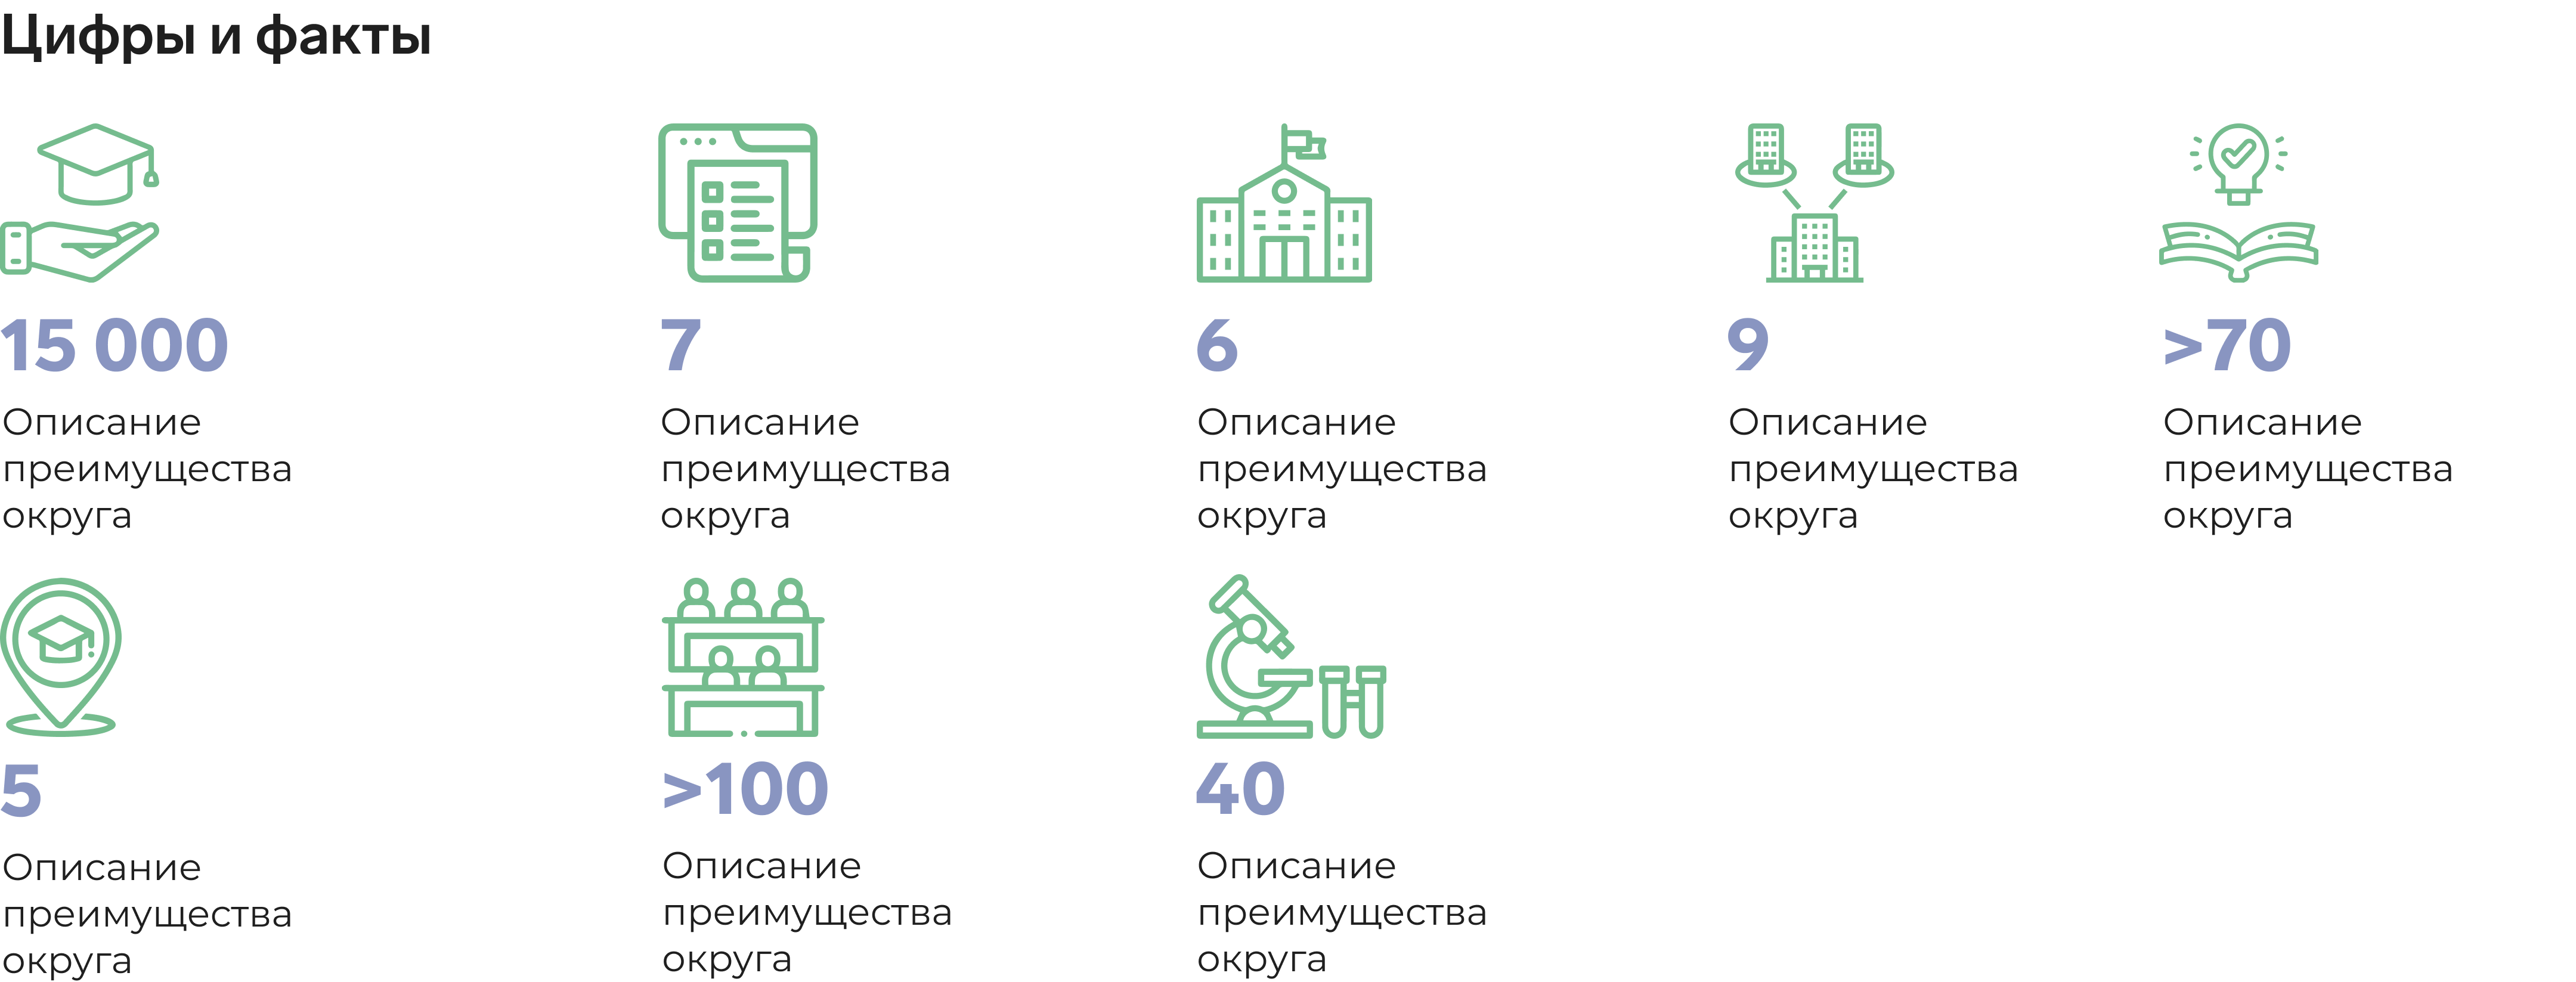 Цифры и факты
15 000
Описание
преимущества
округа
7
Описание
преимущества
округа
6
Описание
преимущества
округа
9
Описание
преимущества
округа
>70
Описание
преимущества
округа
5
Описание
преимущества
округа
>100
Описание
преимущества
округа
40
Описание
преимущества
округа